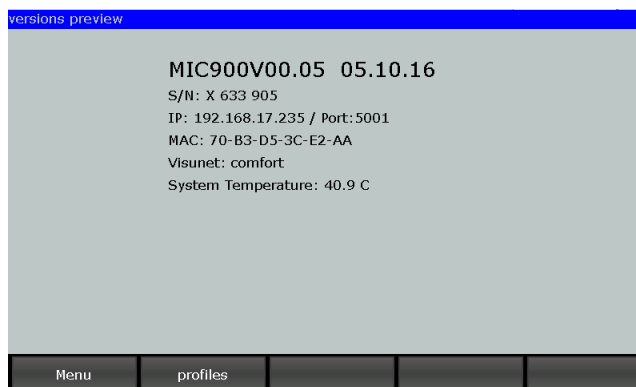 versions preview
MIC900V00.05 05.10.16
S/N: X 633 905
IP: 192.168.17.235 / Port:5001
MAC: 70-B3-D5-3C-E2-AA
Visunet: comfort
System Temperature: 40.9 C
Menu profiles